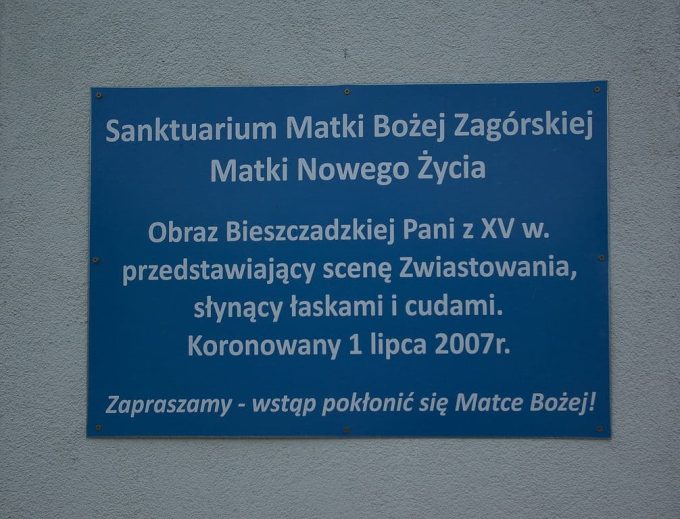 Sanktuarium Matki Bożej Zagórskiej
Matki Nowego Życia
Obraz Bieszczadzkiej Pani z XV w.
przedstawiający scenę Zwiastowania,
słynący łaskami i cudami.
Koronowany 1 lipca 2007r.
Zapraszamy - wstąp pokłonić się Matce Bożej!